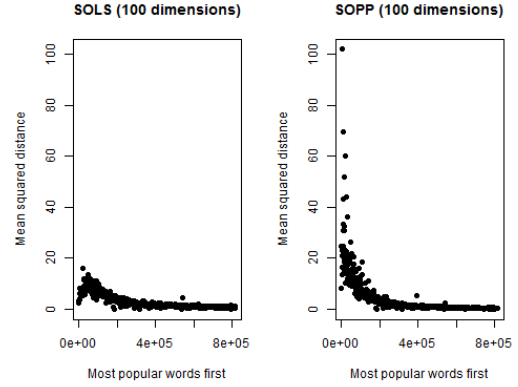 SOLS (100 dimensions)
Mean squared distance
100
80
60
40
20
0
0e+00
4e+05
8e+05
Most popular words first
SOPP (100 dimensions)
Mean squared distance
100
80
60
40
20
0
0e+00
4e+05
8e+05
Most popular words first